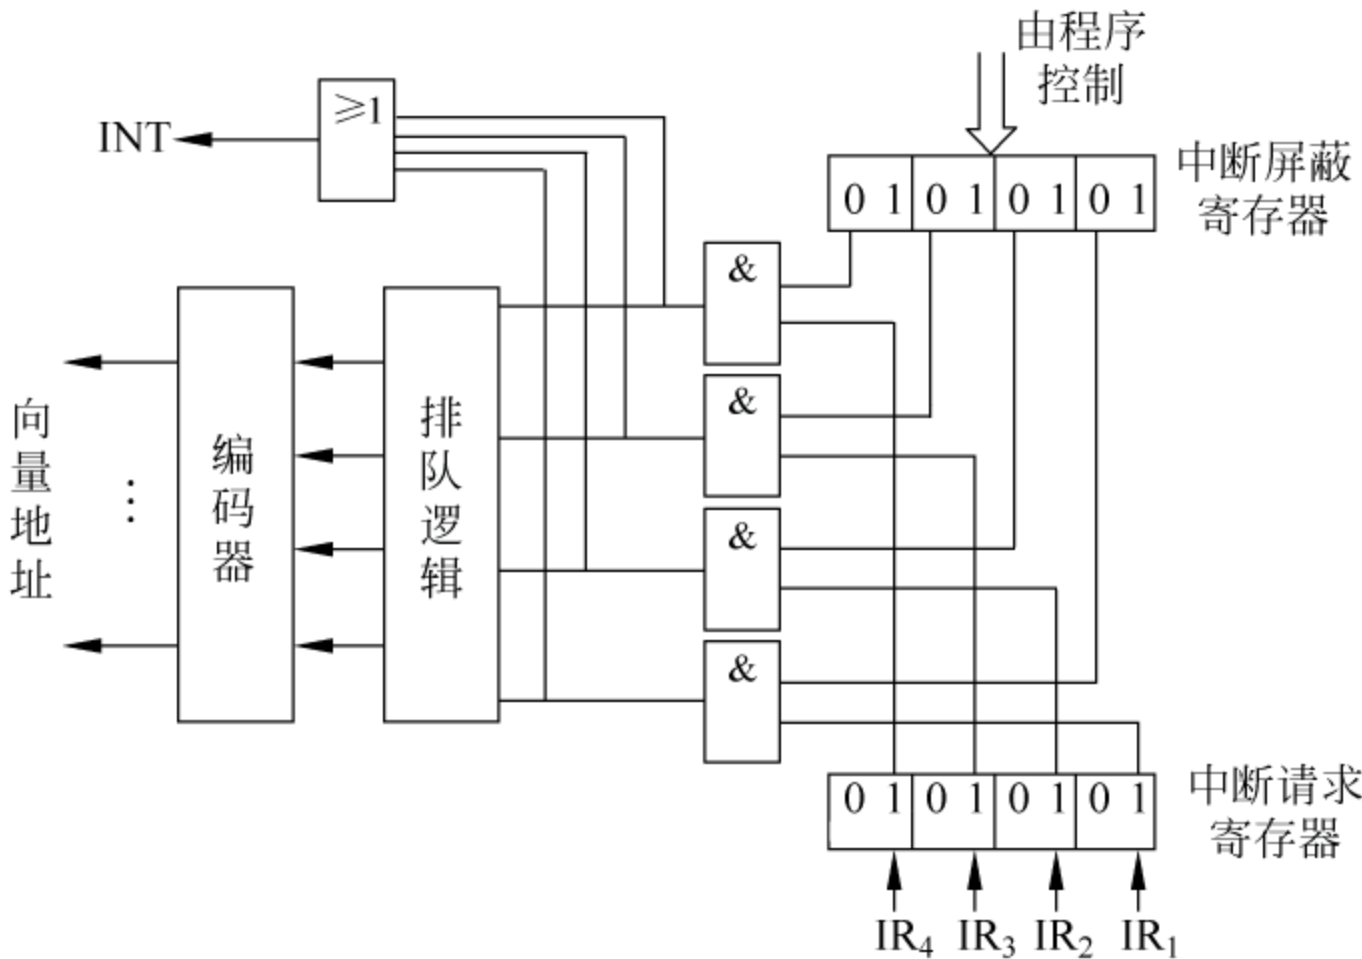 由程序
控制
≥1
INT
中断屏蔽
寄存器
0 1 0 1 0 1 0 1
&
&
&
&
向量地址
⋮
编码器
排队逻辑
0 1 0 1 0 1 0 1
中断请求
寄存器
IR4 IR3 IR2 IR1